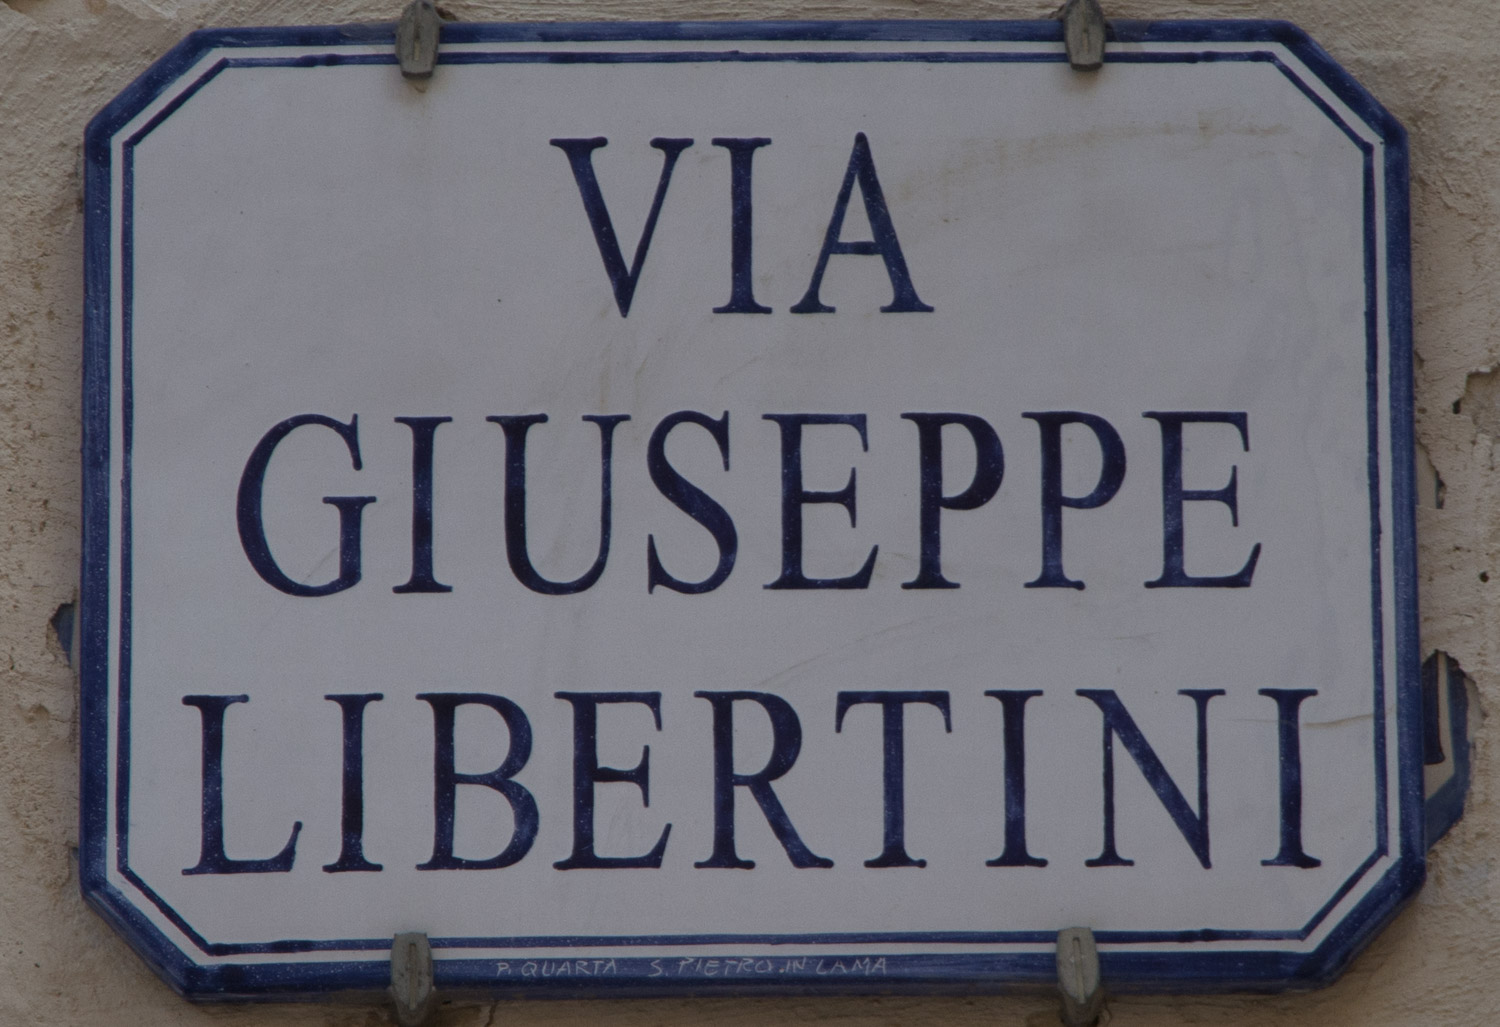 VIA
GIUSEPPE
LIBERTINI
P. QUARTA S. PIETRO IN LAMA